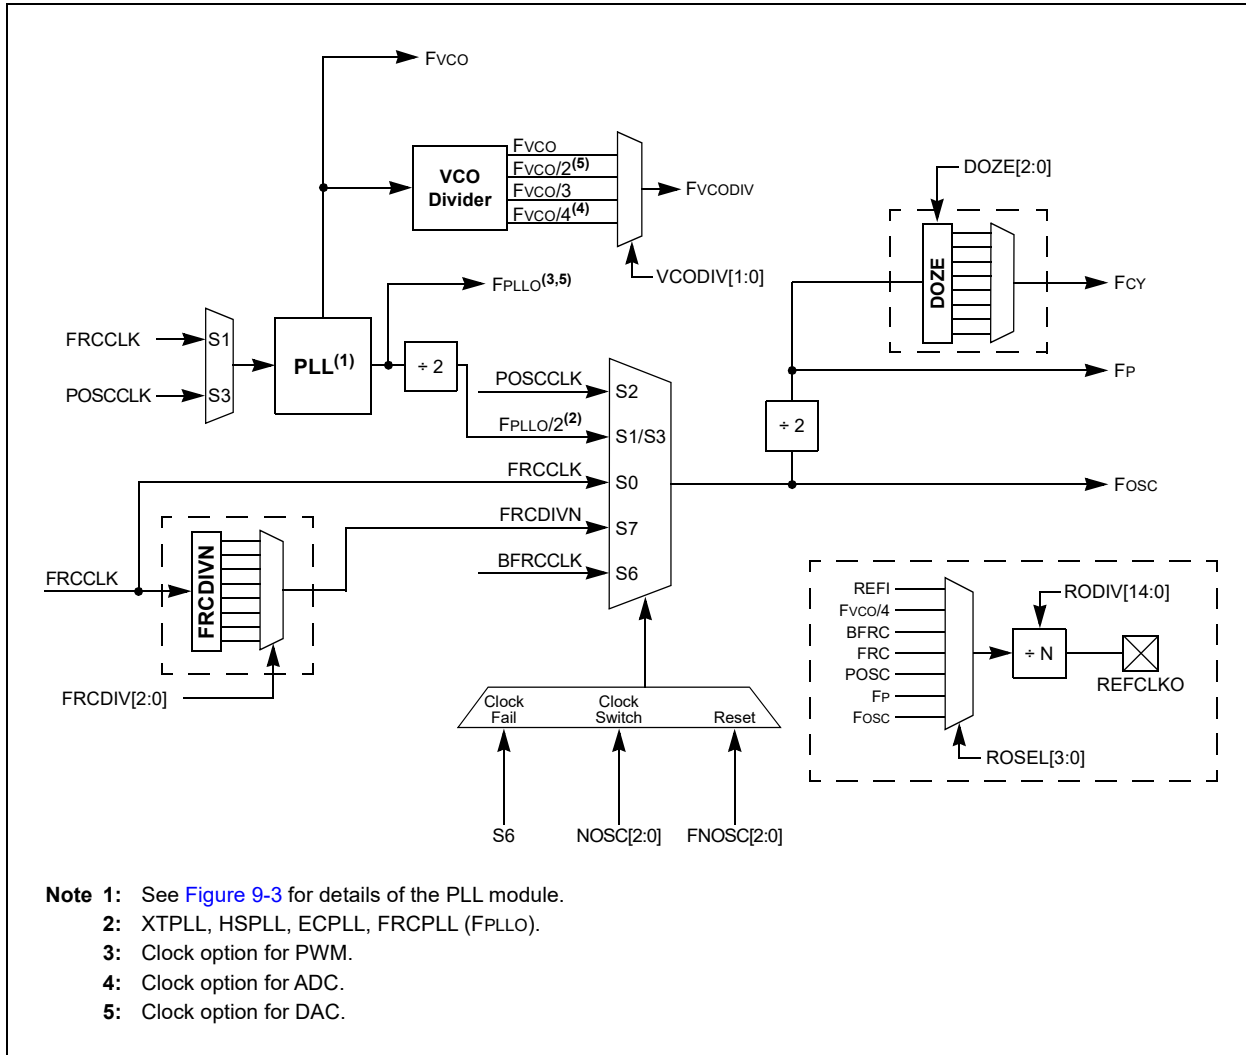 FVCO
VCO
Divider
FVCO
FVCO/2(5)
FVCO/3
FVCO/4(4)
FVCODIV
VCODIV[1:0]
DOZE[2:0]
DOZE
FCY
FPLLO(3,5)
FRCCLK
S1
POSCCLK
S3
PLL(1)
÷ 2
POSCCLK
S2
FPLLO/2(2)
S1/S3
FRCCLK
S0
FRCDIVN
S7
BFRCCLK
S6
FP
÷ 2
FOSC
FRCCLK
FRCDIVN
FRCDIV[2:0]
Clock
Fail
Clock
Switch
Reset
S6
NOSC[2:0]
FNOSC[2:0]
REFI
FVCO/4
BFRC
FRC
POSC
FP
FOSC
RODIV[14:0]
÷ N
REFCLKO
ROSEL[3:0]
Note 1: See Figure 9-3 for details of the PLL module.
2: XTPLL, HSPLL, ECPLL, FRCPLL (FPLLO).
3: Clock option for PWM.
4: Clock option for ADC.
5: Clock option for DAC.